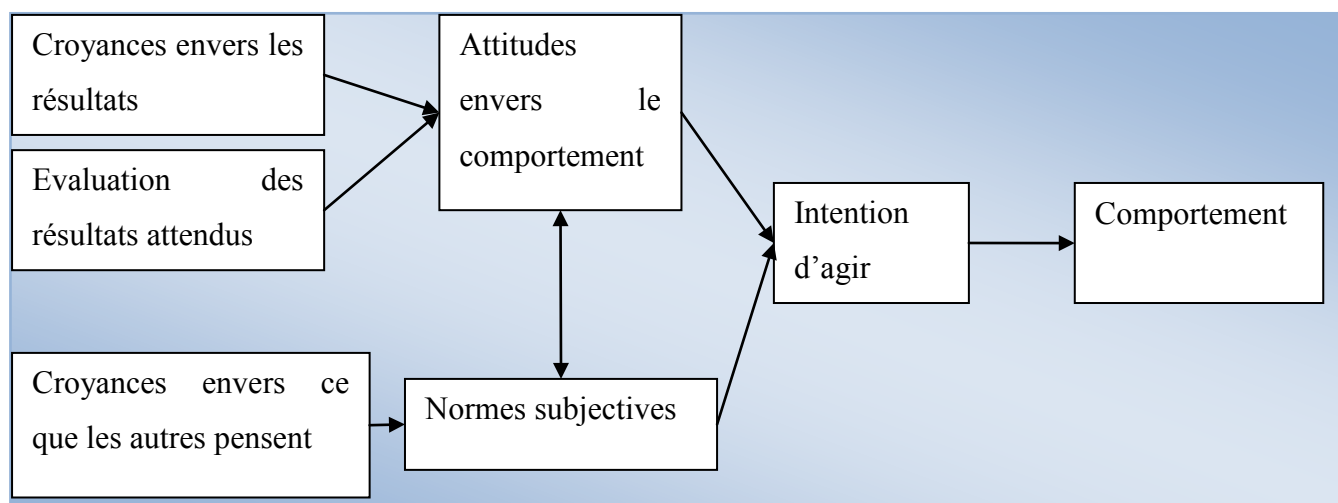 Croyances envers les
résultats
Evaluation des
résultats attendus
Croyances envers ce
que les autres pensent
Attitudes
envers le
comportement
Normes subjectives
Intention
d’agir
Comportement